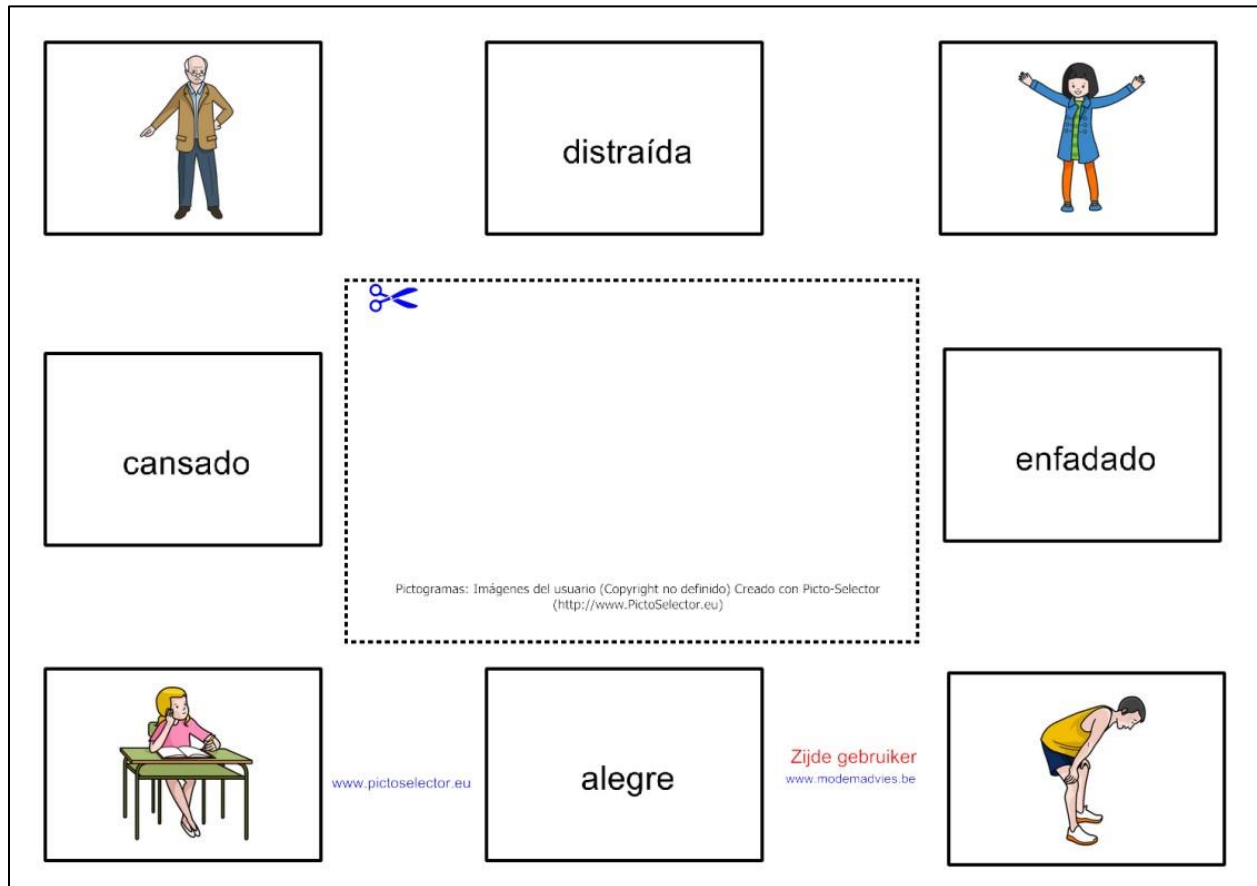 distraída
cansado
enfadado
Pictogramas: Imágenes del usuario (Copyright no definido) Creado con Picto-Selector
(http://www.PictoSelector.eu)
www.pictoselector.eu
alegre
Zijde gebruiker
www.modemadvies.be